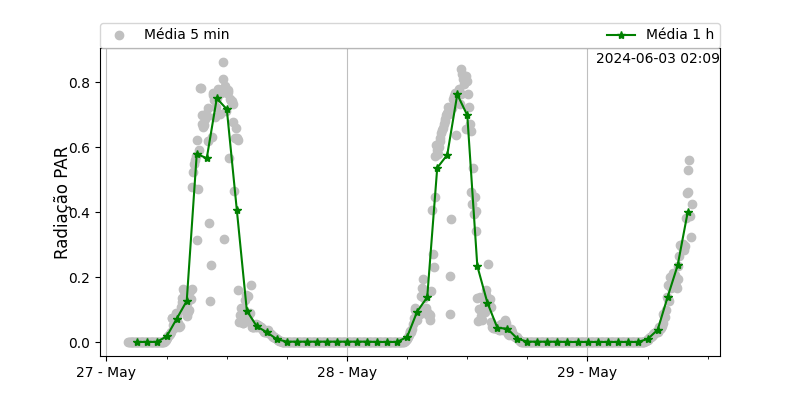 Média 5 min
Média 1 h
2024-06-03 02:09
Radiação PAR
0.8
0.6
0.4
0.2
0.0
27 - May
28 - May
29 - May